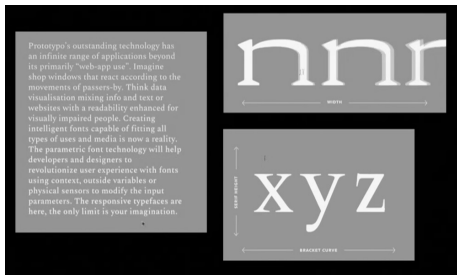 Prototypo's outstanding technology has
an infinite range of applications beyond
its primarily "web-app use". Imagine
shop windows that react according to the
movements of passers-by. Think data
visualisation mixing info and text or
websites with a readability enhanced for
visually impaired people. Creating
intelligent fonts capable of fitting all
types of uses and media is now a reality.
The parametric font technology will help
developers and designers to
revolutionize user experience with fonts
using context, outside variables or
physical sensors to modify the input
parameters. The responsive typefaces are
here, the only limit is your imagination.
nnn
WIDTH
SERIF HEIGHT
xyz
BRACKET CURVE